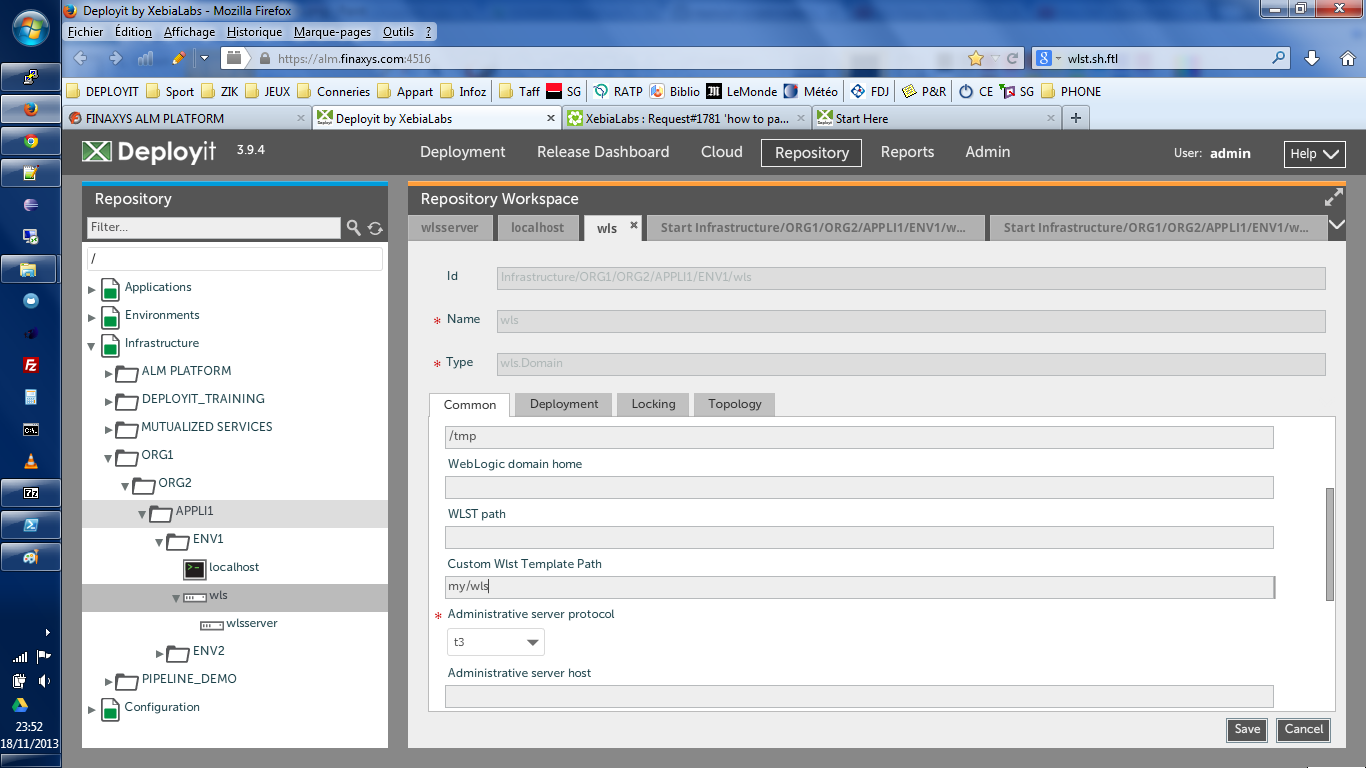 Deployit by XebiaLabs - Mozilla Firefox
Fichier Édition Affichage Historique Marque-pages Outils ?
https://alm.finaxys.com:4516 wlst.sh.ftl
DEPLOYIT Sport ZIK JEUX Conneries Appart Infoz Taff SG RATP Biblio LeMonde Météo FDJ P&R CE SG PHONE
FINAXYS ALM PLATFORM Deployit by XebiaLabs XebiaLabs : Request#1781 'how to pa... Start Here
Deployit 3.9.4 Deployment Release Dashboard Cloud Repository Reports Admin User: admin Help
Repository
Filter...
/
Applications
Environments
Infrastructure
ALM PLATFORM
DEPLOYIT_TRAINING
MUTUALIZED SERVICES
ORG1
ORG2
APPLI1
ENV1
localhost
wls
wlsserver
ENV2
PIPELINE_DEMO
Configuration
Repository Workspace
wlsserver localhost wls Start Infrastructure/ORG1/ORG2/APPLI1/ENV1/w... Start Infrastructure/ORG1/ORG2/APPLI1/ENV1/w...
Id Infrastructure/ORG1/ORG2/APPLI1/ENV1/wls
* Name wls
* Type wls.Domain
Common Deployment Locking Topology
/tmp
WebLogic domain home
WLST path
Custom Wlst Template Path
my/wls
* Administrative server protocol
t3
Administrative server host
Save Cancel
23:52
18/11/2013